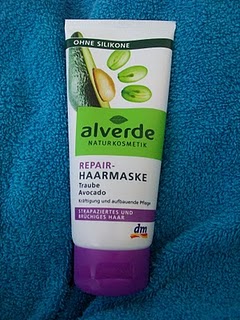 OHNE SILIKONE
alverde
NATURKOSMETIK
REPAIR-
HAARMASKE
Traube
Avocado
Kräftigung und aufbauende Pflege
STRAPAZIERTES UND
BRÜCHIGES HAAR
dm